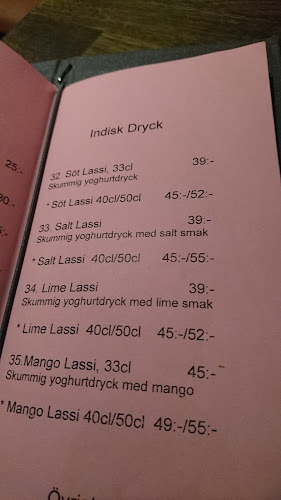 Indisk Dryck
32. Söt Lassi, 33cl 39:-
Skummig yoghurtdryck
* Söt Lassi 40cl/50cl 45:-/52:-
33. Salt Lassi 39:-
Skummig yoghurtdryck med salt smak
* Salt Lassi 40cl/50cl 45:-/55:-
34. Lime Lassi 39:-
Skummig yoghurtdryck med lime smak
* Lime Lassi 40cl/50cl 45:-/52:-
35.Mango Lassi, 33cl 45:-
Skummig yoghurtdryck med mango
* Mango Lassi 40cl/50cl 49:-/55:-
25:-